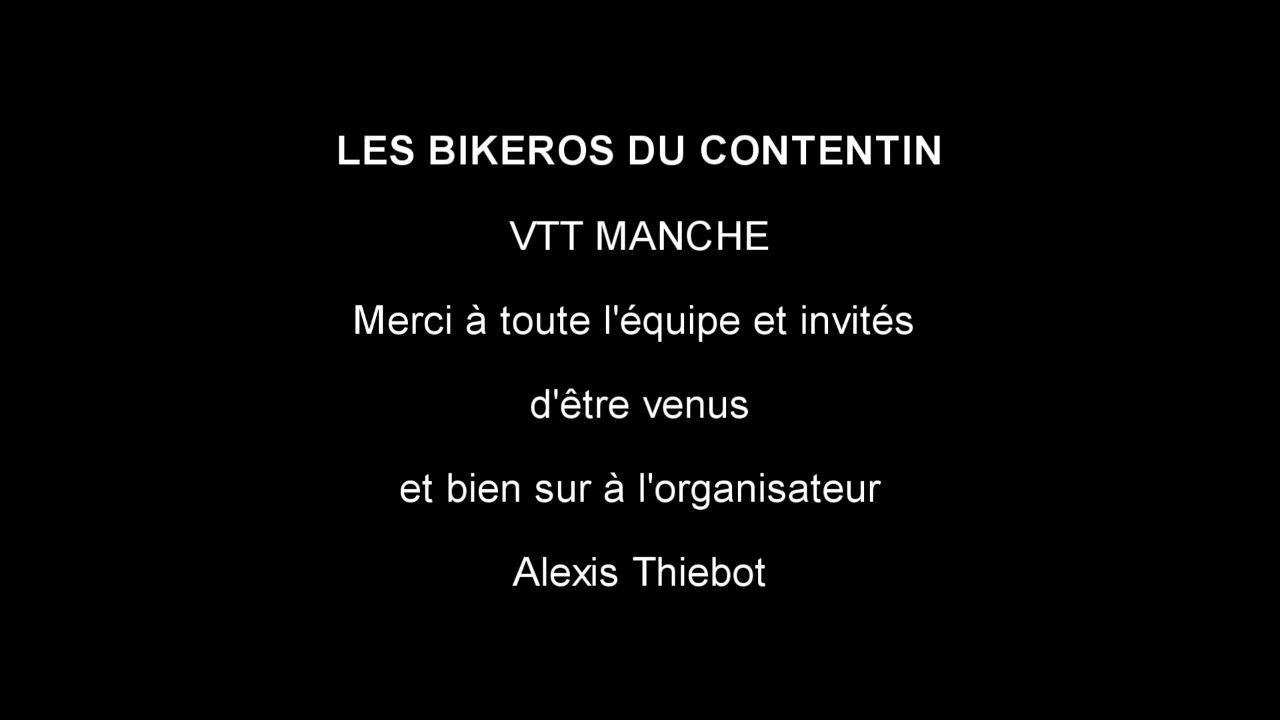 LES BIKEROS DU CONTENTIN
VTT MANCHE
Merci à toute l'équipe et invités
d'être venus
et bien sur à l'organisateur
Alexis Thiebot